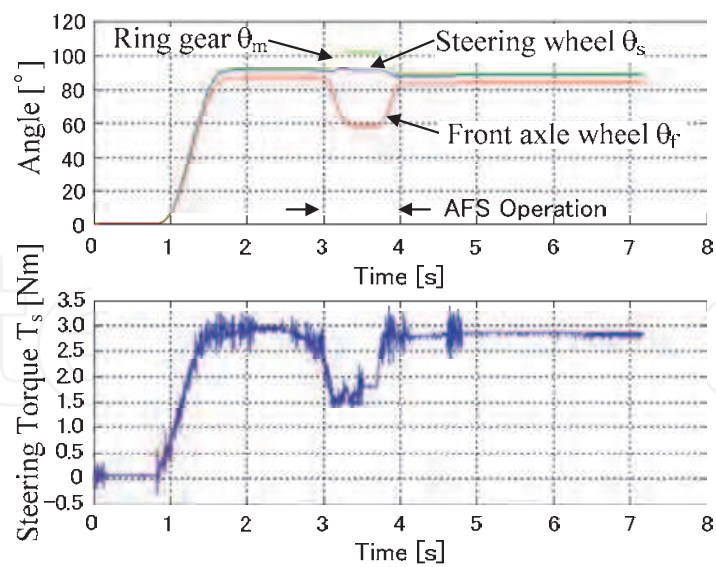 120
100
80
60
40
20
0
Angle [°]
Ring gear θm
Steering wheel θs
Front axle wheel θf
AFS Operation
0 1 2 3 4 5 6 7 8
Time [s]
3.5
3.0
2.5
2.0
1.5
1.0
0.5
0
−0.5
Steering Torque Ts [Nm]
0 1 2 3 4 5 6 7 8
Time [s]